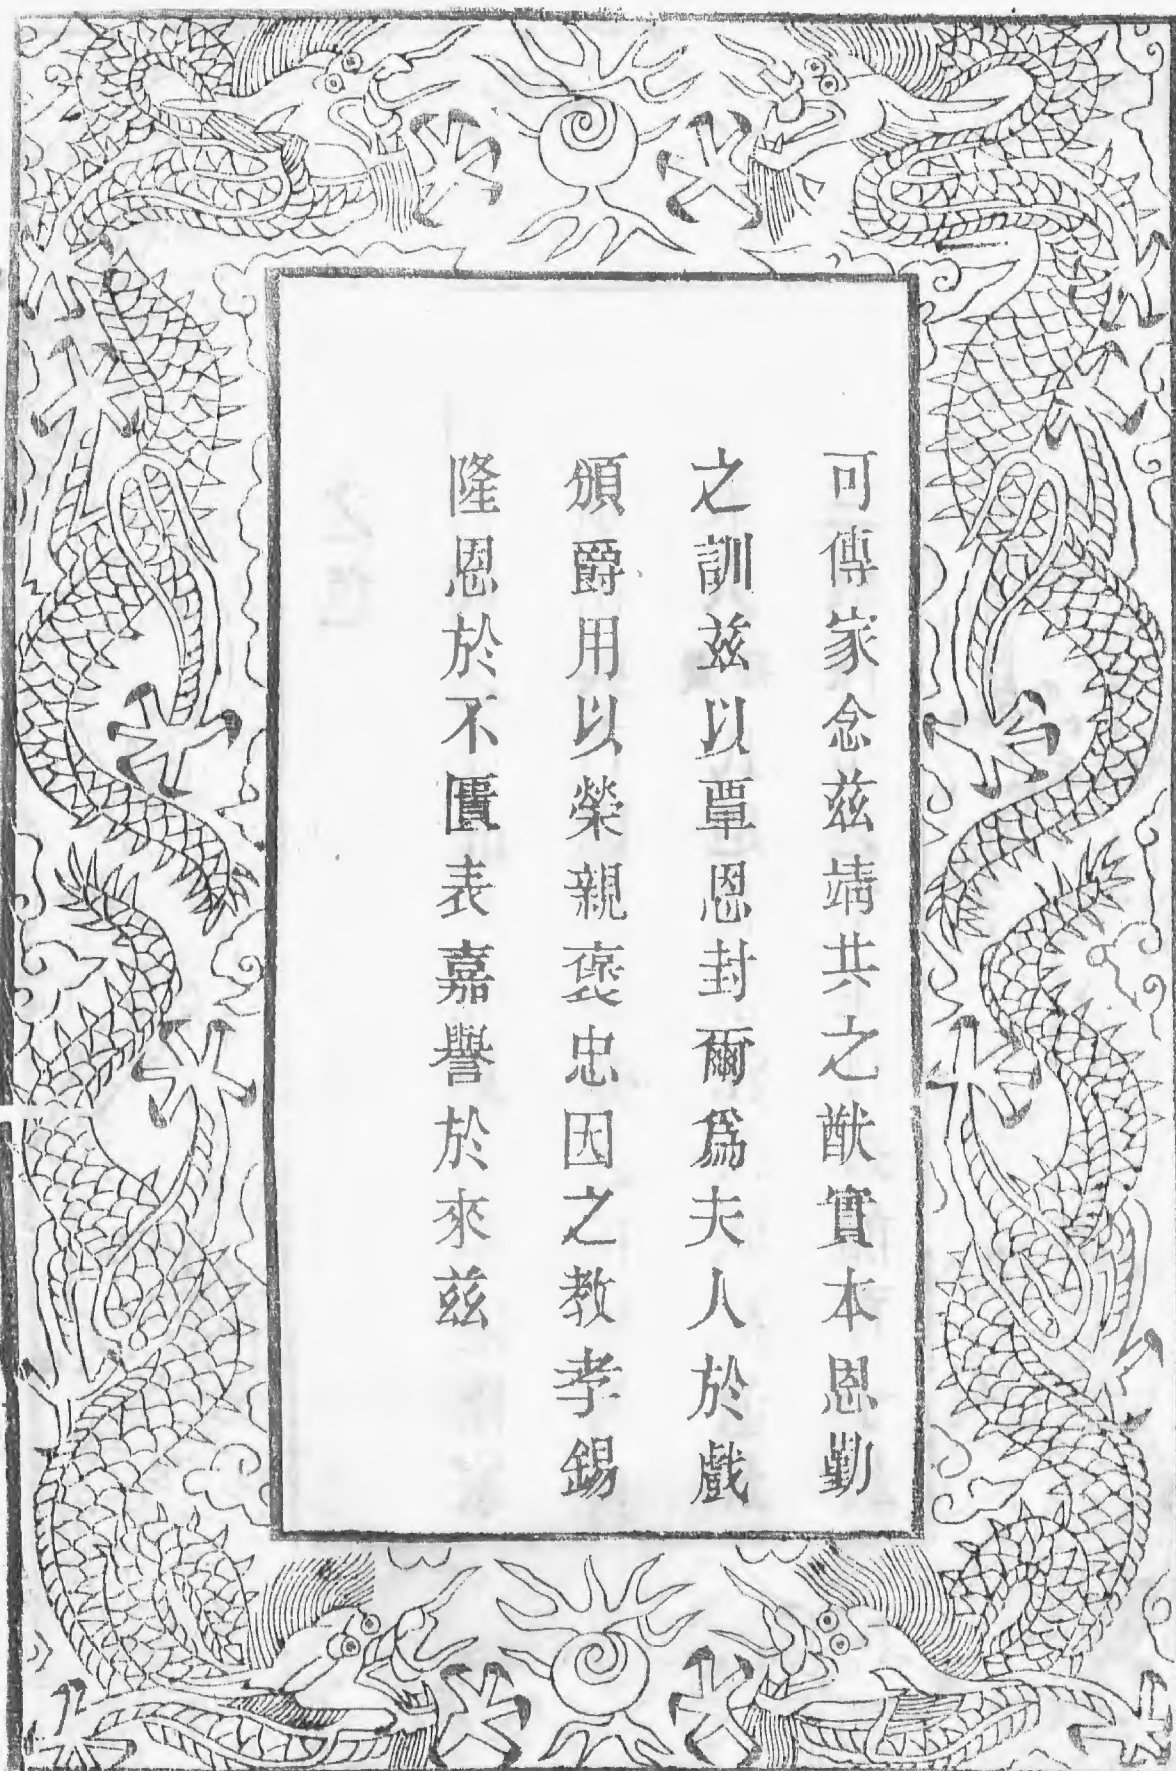 可傳家念茲靖共之猷實本恩勤
之訓茲以覃恩封爾爲夫人於戲
頒爵用以榮親褒忠因之教孝錫
隆恩於不匱表嘉譽於來茲